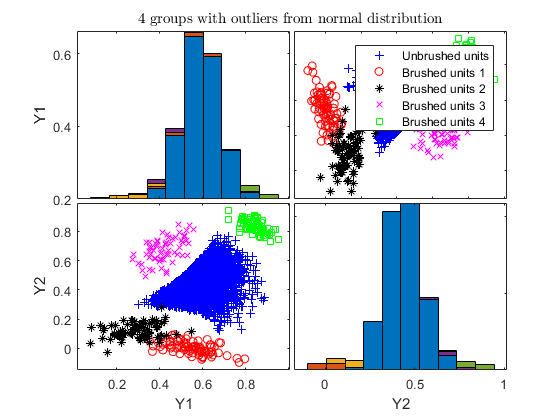 4 groups with outliers from normal distribution
Y1
0.6
0.4
0.2
Unbrushed units
Brushed units 1
Brushed units 2
Brushed units 3
Brushed units 4
Y2
0.8
0.6
0.4
0.2
0
0.2 0.4 0.6 0.8
Y1
0 0.5 1
Y2